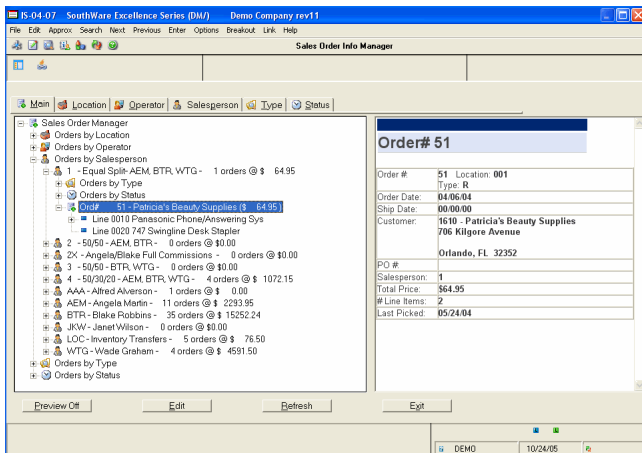 IS-04-07 SouthWare Excellence Series (DM/) Demo Company rev11
File Edit Approx Search Next Previous Enter Options Breakout Link Help
Sales Order Info Manager
Main Location Operator Salesperson Type Status
Sales Order Manager
Orders by Location
Orders by Operator
Orders by Salesperson
1 - Equal Split- AEM, BTR, WTG - 1 orders @ $ 64.95
Orders by Type
Orders by Status
Ord# 51 - Patricia's Beauty Supplies ($ 64.95)
Line 0010 Panasonic Phone/Answering Sys
Line 0020 747 Swingline Desk Stapler
2 - 50/50 - AEM, BTR - 0 orders @ $0.00
2X - Angela/Blake Full Commissions - 0 orders @ $0.00
3 - 50/50 - BTR, WTG - 0 orders @ $0.00
4 - 50/30/20 - AEM, BTR, WTG - 4 orders @ $ 1072.15
AAA - Alfred Alverson - 1 orders @ $ 0.00
AEM - Angela Martin - 11 orders @ $ 2293.95
BTR - Blake Robbins - 35 orders @ $ 15252.24
JKW - Janet Wilson - 0 orders @ $0.00
LOC - Inventory Transfers - 5 orders @ $ 76.50
WTG - Wade Graham - 4 orders @ $ 4591.50
Orders by Type
Orders by Status
Order# 51
Order #: 51 Location: 001
Type: R
Order Date: 04/06/04
Ship Date: 00/00/00
Customer: 1610 - Patricia's Beauty Supplies
706 Kilgore Avenue
Orlando, FL 32352
PO #:
Salesperson: 1
Total Price: $64.95
# Line Items: 2
Last Picked: 05/24/04
Preview Off Edit Refresh Exit
DEMO 10/24/05